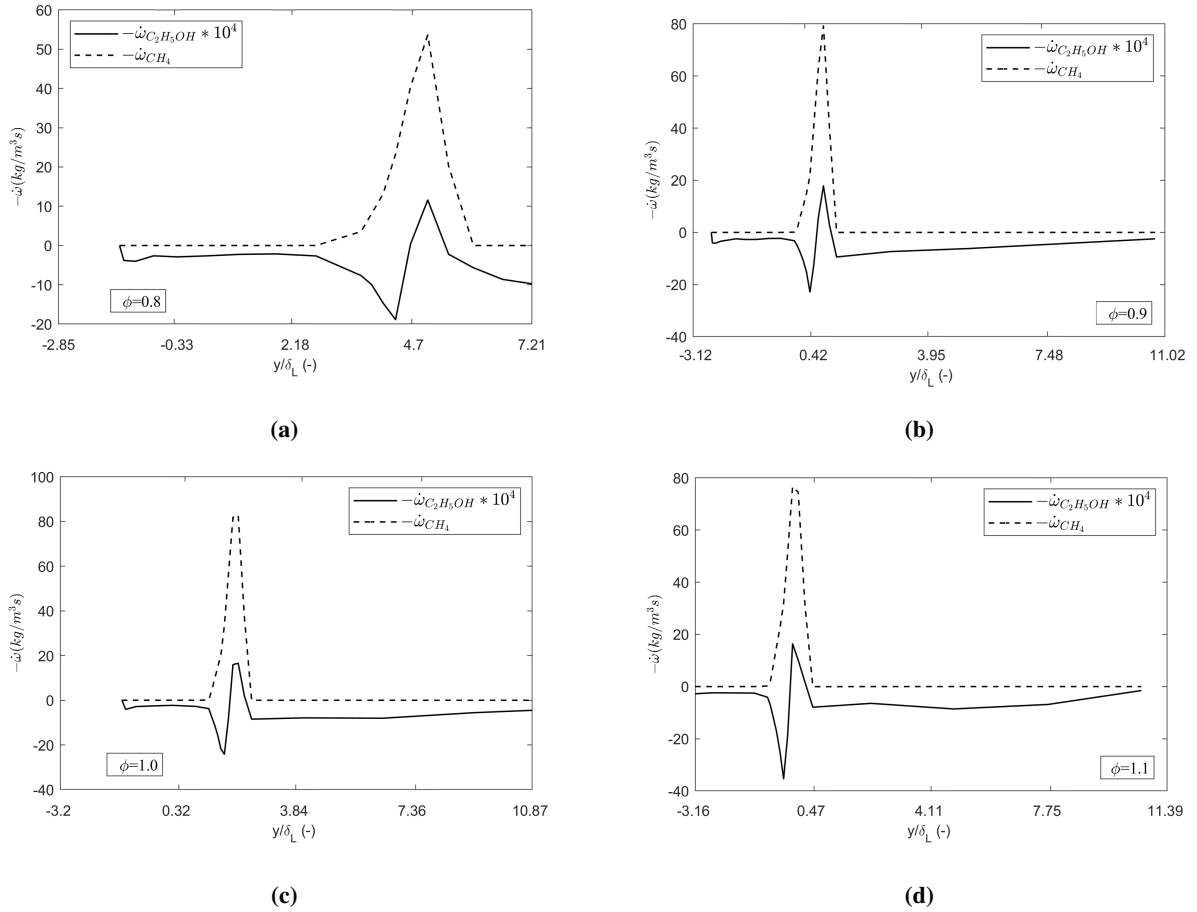 60
50
40
30
20
10
0
-10
-20
−ω̇(kg/m³s)
−ω̇C₂H₅OH * 10⁴
−ω̇CH₄
ϕ=0.8
-2.85 -0.33 2.18 4.7 7.21
y/δL (-)
(a)
80
60
40
20
0
-20
-40
−ω̇(kg/m³s)
−ω̇C₂H₅OH * 10⁴
−ω̇CH₄
ϕ=0.9
-3.12 0.42 3.95 7.48 11.02
y/δL (-)
(b)
100
80
60
40
20
0
-20
-40
−ω̇(kg/m³s)
−ω̇C₂H₅OH * 10⁴
−ω̇CH₄
ϕ=1.0
-3.2 0.32 3.84 7.36 10.87
y/δL (-)
(c)
80
60
40
20
0
-20
-40
−ω̇(kg/m³s)
−ω̇C₂H₅OH * 10⁴
−ω̇CH₄
ϕ=1.1
-3.16 0.47 4.11 7.75 11.39
y/δL (-)
(d)